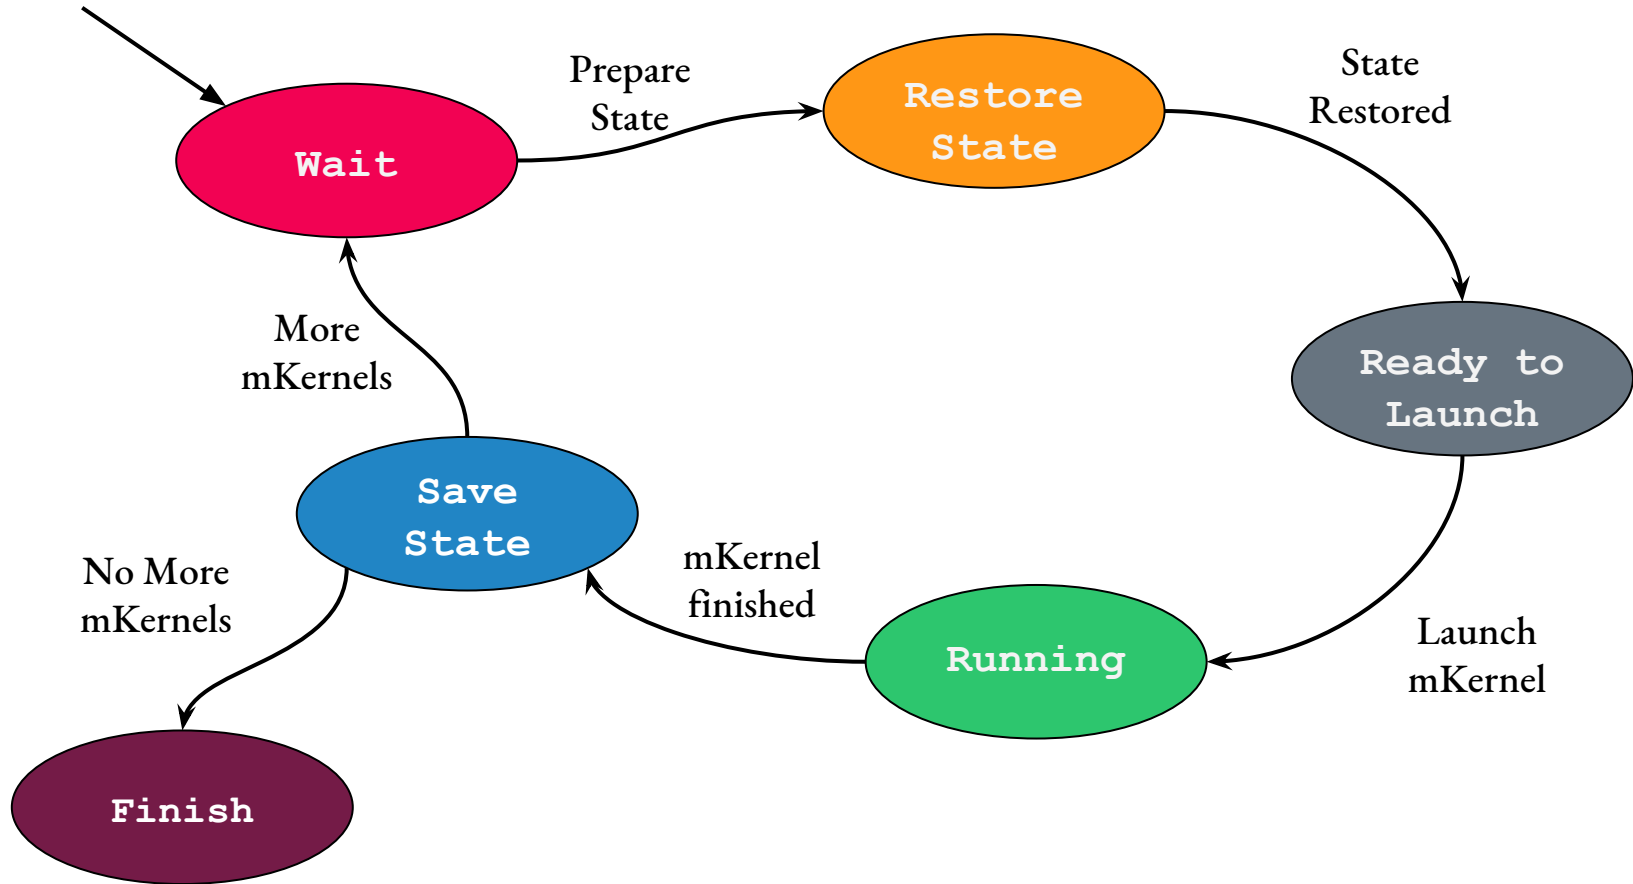 Prepare
State
Restore
State
State
Restored
Wait
More
mKernels
Ready to
Launch
Save
State
No More
mKernels
mKernel
finished
Running
Launch
mKernel
Finish